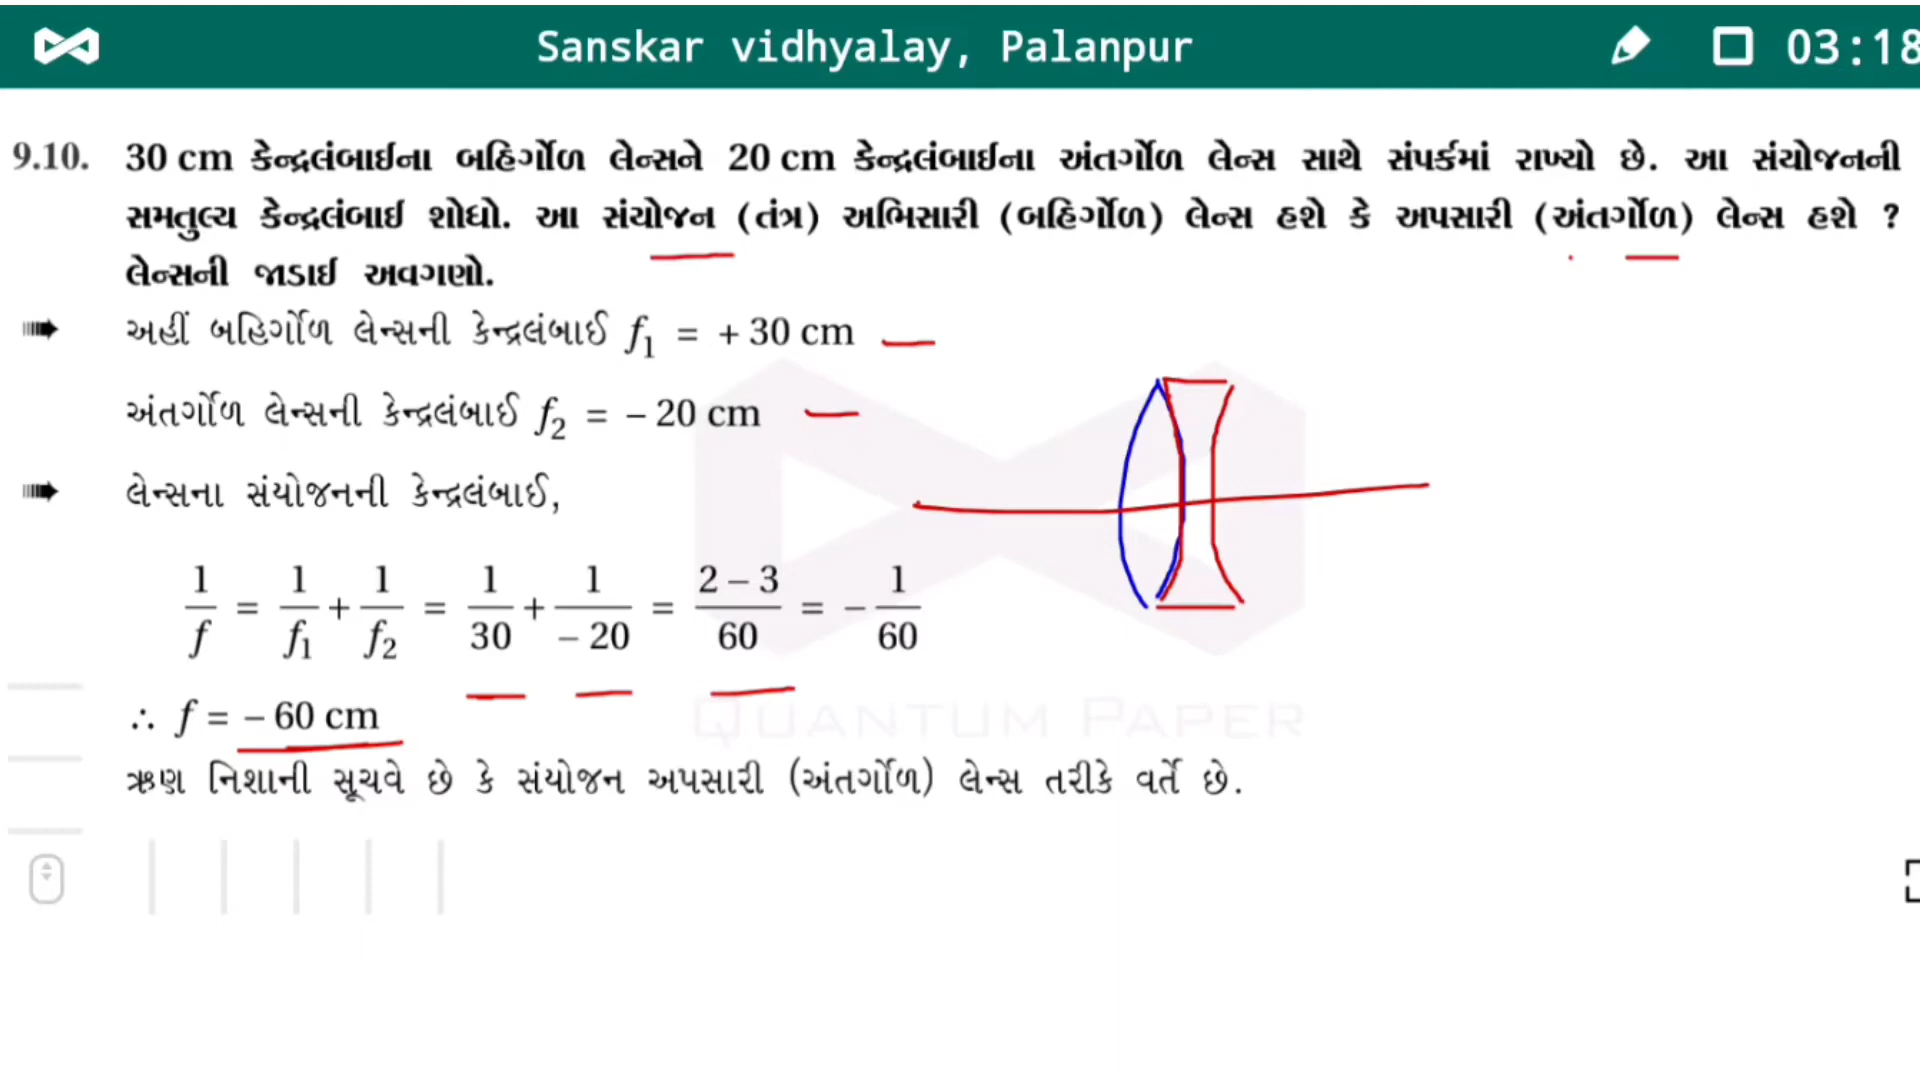 Sanskar vidhyalay, Palanpur
03:18
9.10. 30 cm કેન્દ્રલંબાઈના બહિર્ગોળ લેન્સને 20 cm કેન્દ્રલંબાઈના અંતર્ગોળ લેન્સ સાથે સંપર્કમાં રાખ્યો છે. આ સંયોજનની
સમતુલ્ય કેન્દ્રલંબાઈ શોધો. આ સંયોજન (તંત્ર) અભિસારી (બહિર્ગોળ) લેન્સ હશે કે અપસારી (અંતર્ગોળ) લેન્સ હશે ?
લેન્સની જાડાઈ અવગણો.
➠ અહીં બહિર્ગોળ લેન્સની કેન્દ્રલંબાઈ f₁ = + 30 cm
અંતર્ગોળ લેન્સની કેન્દ્રલંબાઈ f₂ = – 20 cm
➠ લેન્સના સંયોજનની કેન્દ્રલંબાઈ,
1/f = 1/f₁ + 1/f₂ = 1/30 + 1/– 20 = 2 – 3/60 = – 1/60
∴ f = – 60 cm
QUANTUM PAPER
ઋણ નિશાની સૂચવે છે કે સંયોજન અપસારી (અંતર્ગોળ) લેન્સ તરીકે વર્તે છે.